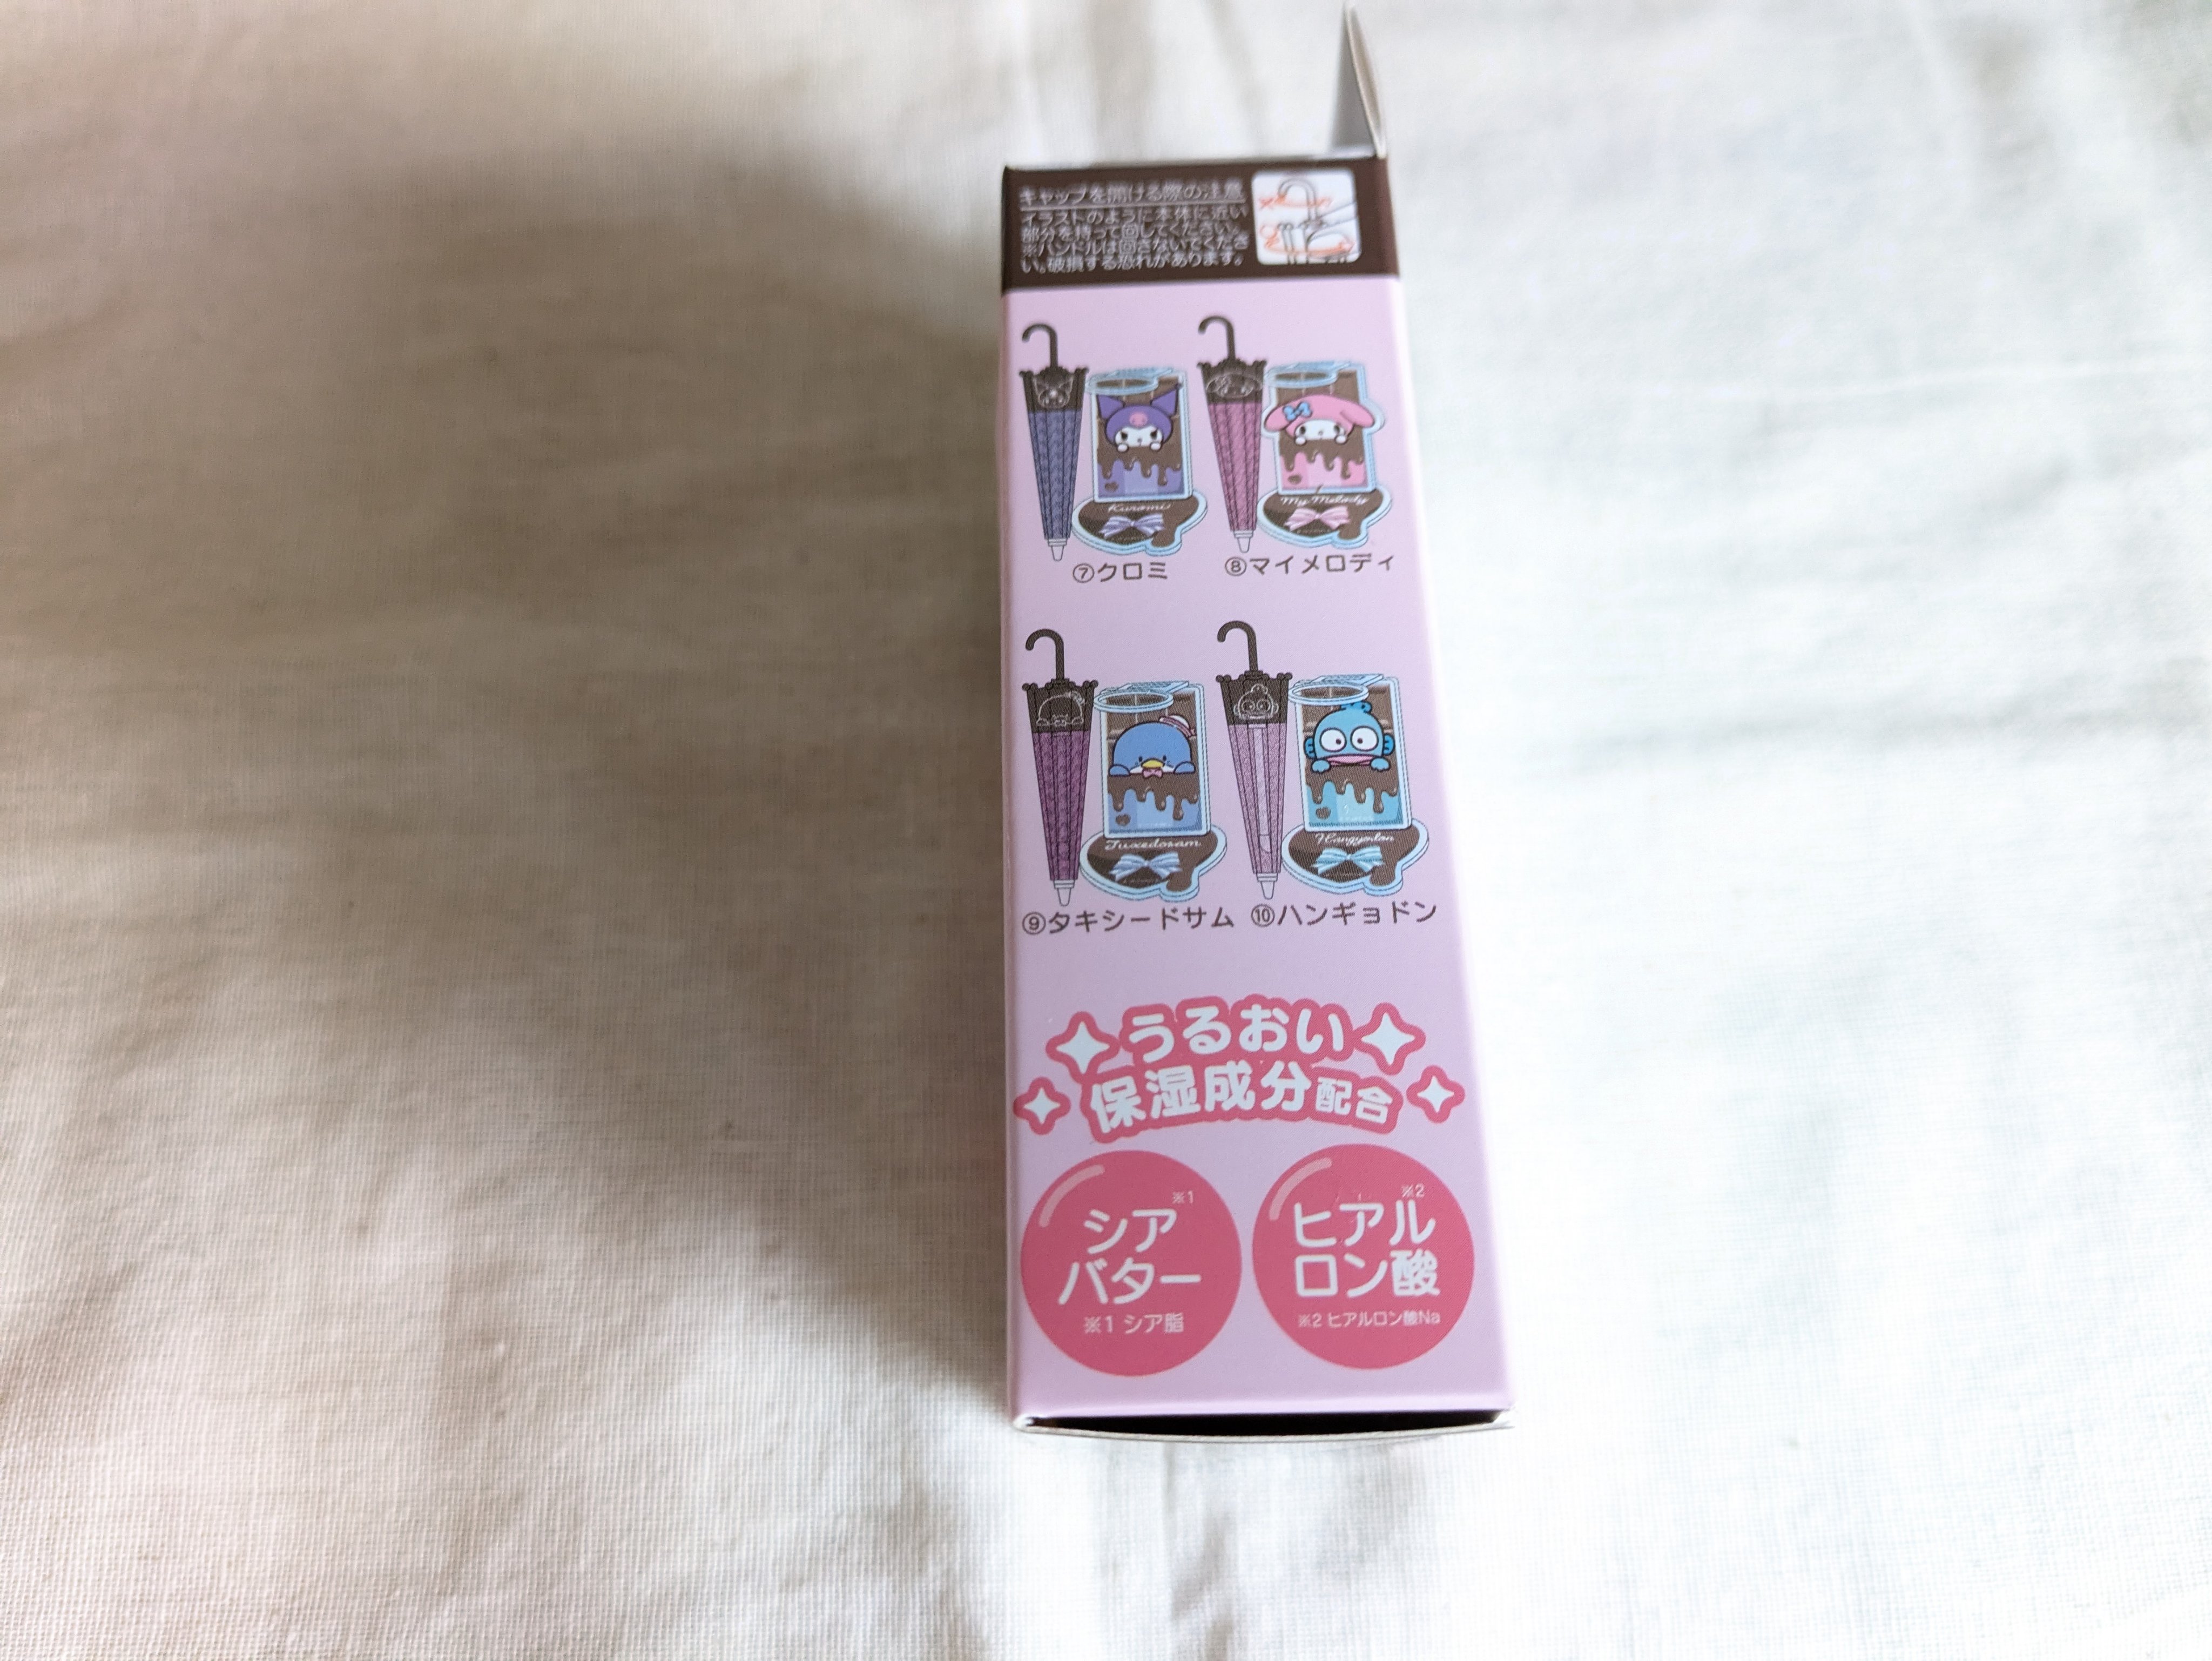 キャップを開ける際の注意
イラストのように本体に近い
部分を持って回してください。
※ハンドルは回さないでくださ
い。破損する恐れがあります。
Kuromi
My Melody
⑦クロミ
⑧マイメロディ
Tuxedosam
Hangyodon
⑨タキシードサム
⑩ハンギョドン
うるおい
保湿成分配合
※1
シア
バター
※1 シア脂
※2
ヒアル
ロン酸
※2 ヒアルロン酸Na